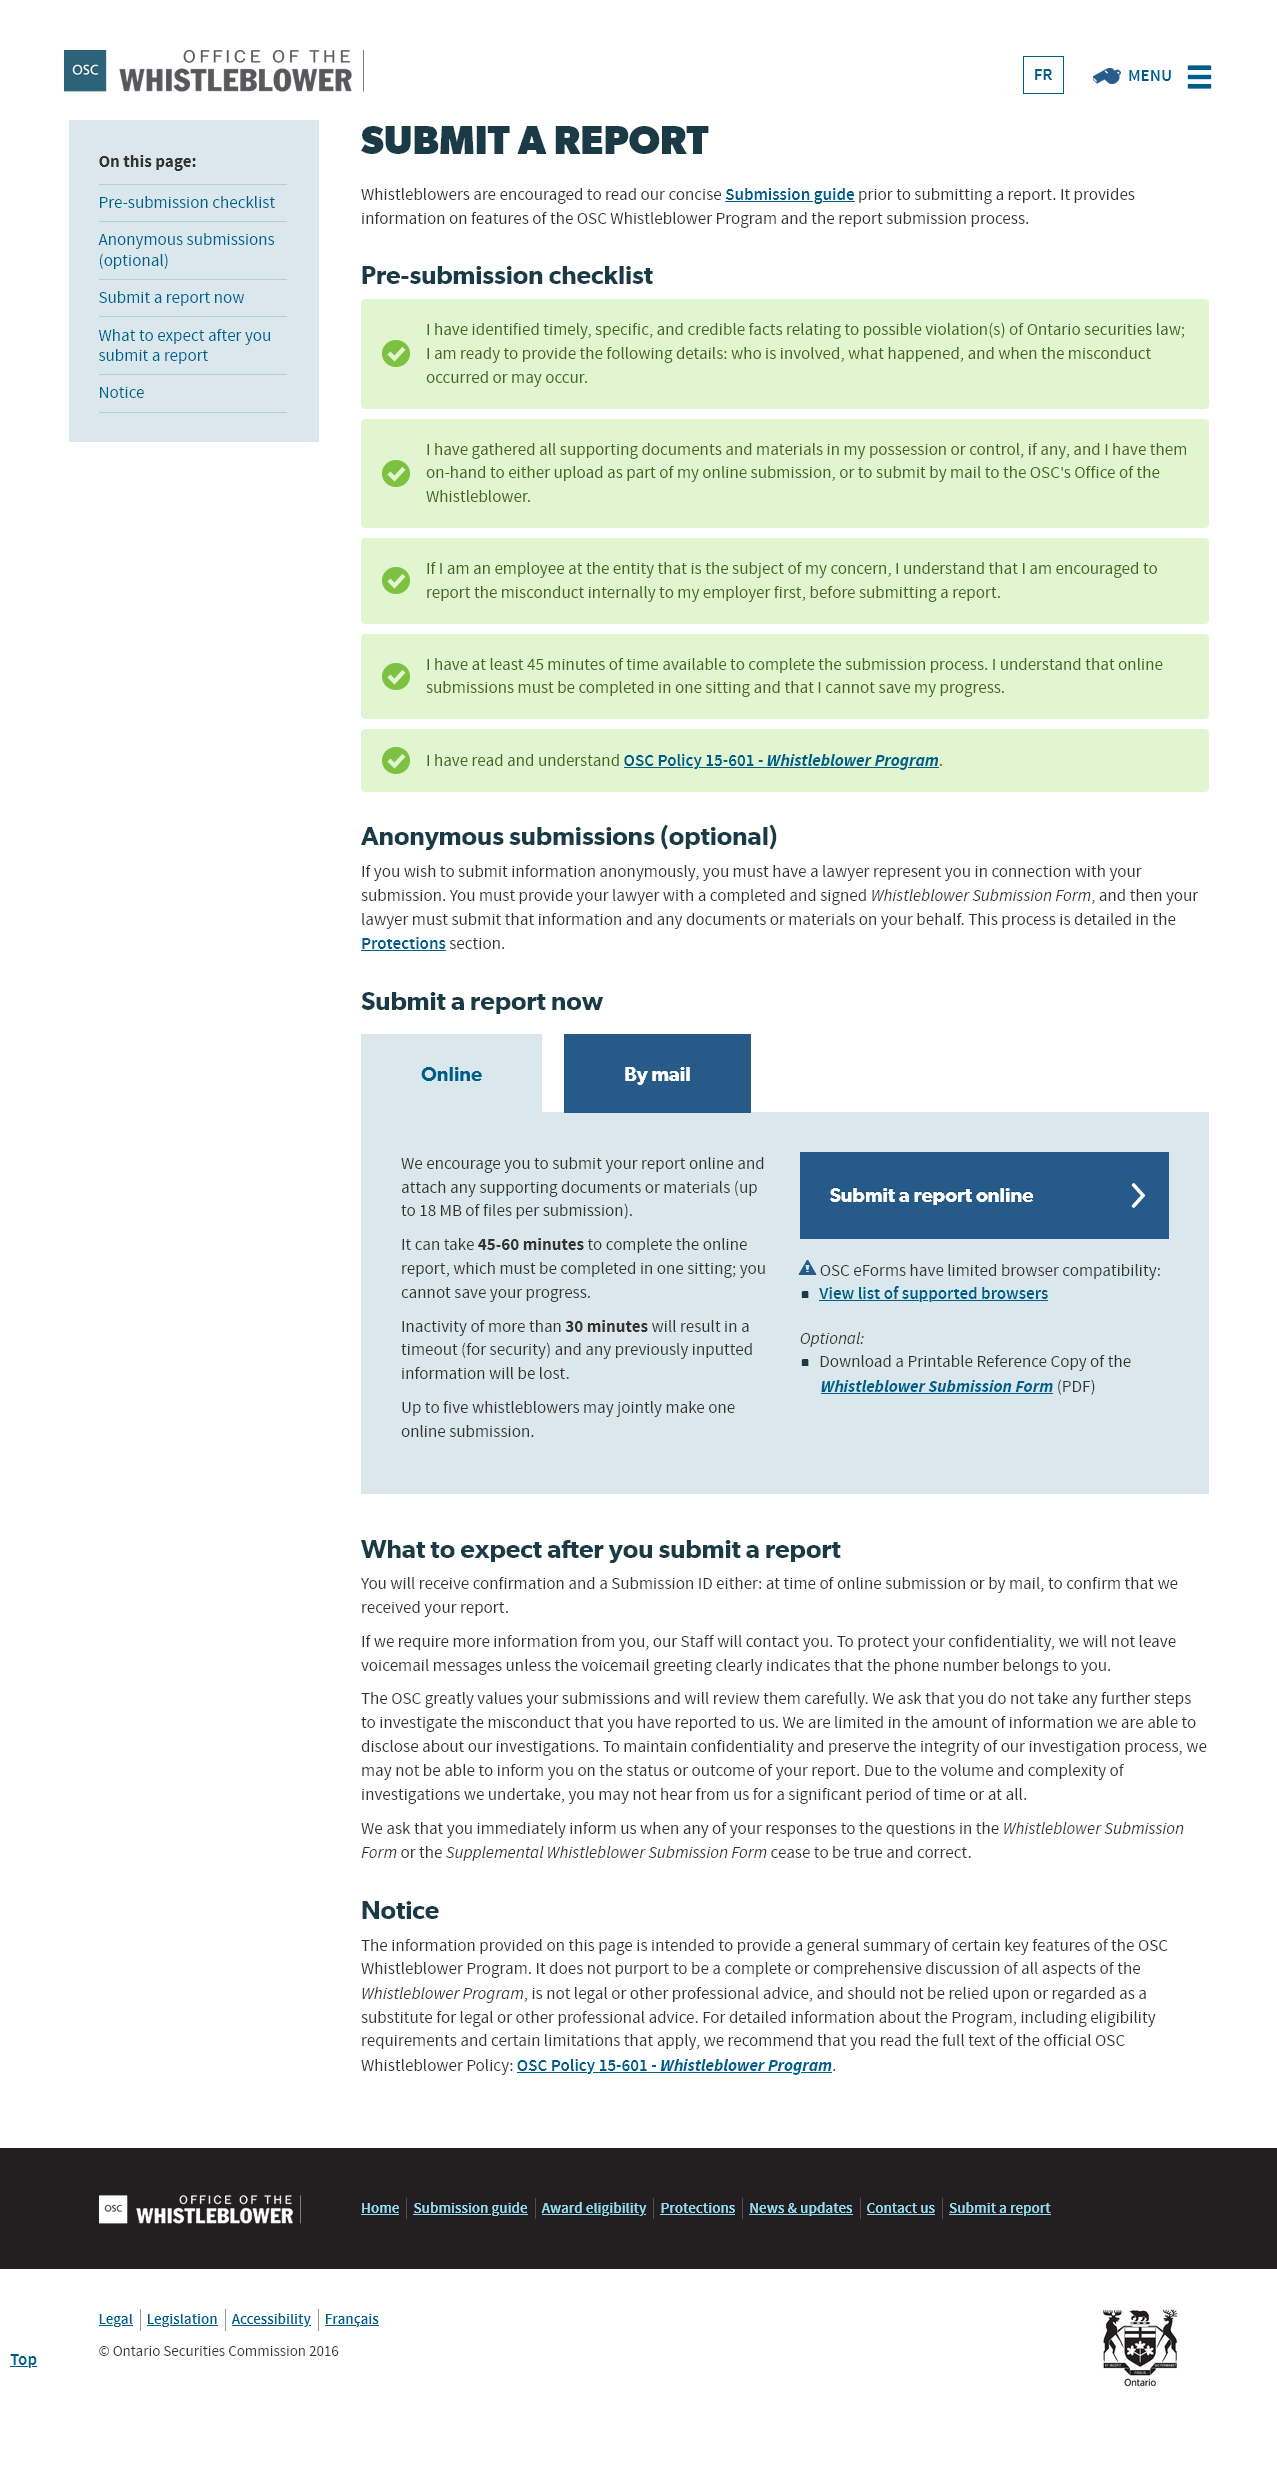 OSC
OFFICE OF THE
WHISTLEBLOWER
FR
MENU
On this page:
Pre-submission checklist
Anonymous submissions
(optional)
Submit a report now
What to expect after you
submit a report
Notice
SUBMIT A REPORT
Whistleblowers are encouraged to read our concise Submission guide prior to submitting a report. It provides
information on features of the OSC Whistleblower Program and the report submission process.
Pre-submission checklist
I have identified timely, specific, and credible facts relating to possible violation(s) of Ontario securities law;
I am ready to provide the following details: who is involved, what happened, and when the misconduct
occurred or may occur.
I have gathered all supporting documents and materials in my possession or control, if any, and I have them
on-hand to either upload as part of my online submission, or to submit by mail to the OSC's Office of the
Whistleblower.
If I am an employee at the entity that is the subject of my concern, I understand that I am encouraged to
report the misconduct internally to my employer first, before submitting a report.
I have at least 45 minutes of time available to complete the submission process. I understand that online
submissions must be completed in one sitting and that I cannot save my progress.
I have read and understand OSC Policy 15-601 - Whistleblower Program.
Anonymous submissions (optional)
If you wish to submit information anonymously, you must have a lawyer represent you in connection with your
submission. You must provide your lawyer with a completed and signed Whistleblower Submission Form, and then your
lawyer must submit that information and any documents or materials on your behalf. This process is detailed in the
Protections section.
Submit a report now
Online
By mail
We encourage you to submit your report online and
attach any supporting documents or materials (up
to 18 MB of files per submission).
It can take 45-60 minutes to complete the online
report, which must be completed in one sitting; you
cannot save your progress.
Inactivity of more than 30 minutes will result in a
timeout (for security) and any previously inputted
information will be lost.
Up to five whistleblowers may jointly make one
online submission.
Submit a report online
OSC eForms have limited browser compatibility:
View list of supported browsers
Optional:
Download a Printable Reference Copy of the
Whistleblower Submission Form (PDF)
What to expect after you submit a report
You will receive confirmation and a Submission ID either: at time of online submission or by mail, to confirm that we
received your report.
If we require more information from you, our Staff will contact you. To protect your confidentiality, we will not leave
voicemail messages unless the voicemail greeting clearly indicates that the phone number belongs to you.
The OSC greatly values your submissions and will review them carefully. We ask that you do not take any further steps
to investigate the misconduct that you have reported to us. We are limited in the amount of information we are able to
disclose about our investigations. To maintain confidentiality and preserve the integrity of our investigation process, we
may not be able to inform you on the status or outcome of your report. Due to the volume and complexity of
investigations we undertake, you may not hear from us for a significant period of time or at all.
We ask that you immediately inform us when any of your responses to the questions in the Whistleblower Submission
Form or the Supplemental Whistleblower Submission Form cease to be true and correct.
Notice
The information provided on this page is intended to provide a general summary of certain key features of the OSC
Whistleblower Program. It does not purport to be a complete or comprehensive discussion of all aspects of the
Whistleblower Program, is not legal or other professional advice, and should not be relied upon or regarded as a
substitute for legal or other professional advice. For detailed information about the Program, including eligibility
requirements and certain limitations that apply, we recommend that you read the full text of the official OSC
Whistleblower Policy: OSC Policy 15-601 - Whistleblower Program.
OSC
OFFICE OF THE
WHISTLEBLOWER
Home
Submission guide
Award eligibility
Protections
News & updates
Contact us
Submit a report
Legal
Legislation
Accessibility
Français
© Ontario Securities Commission 2016
Top
Ontario